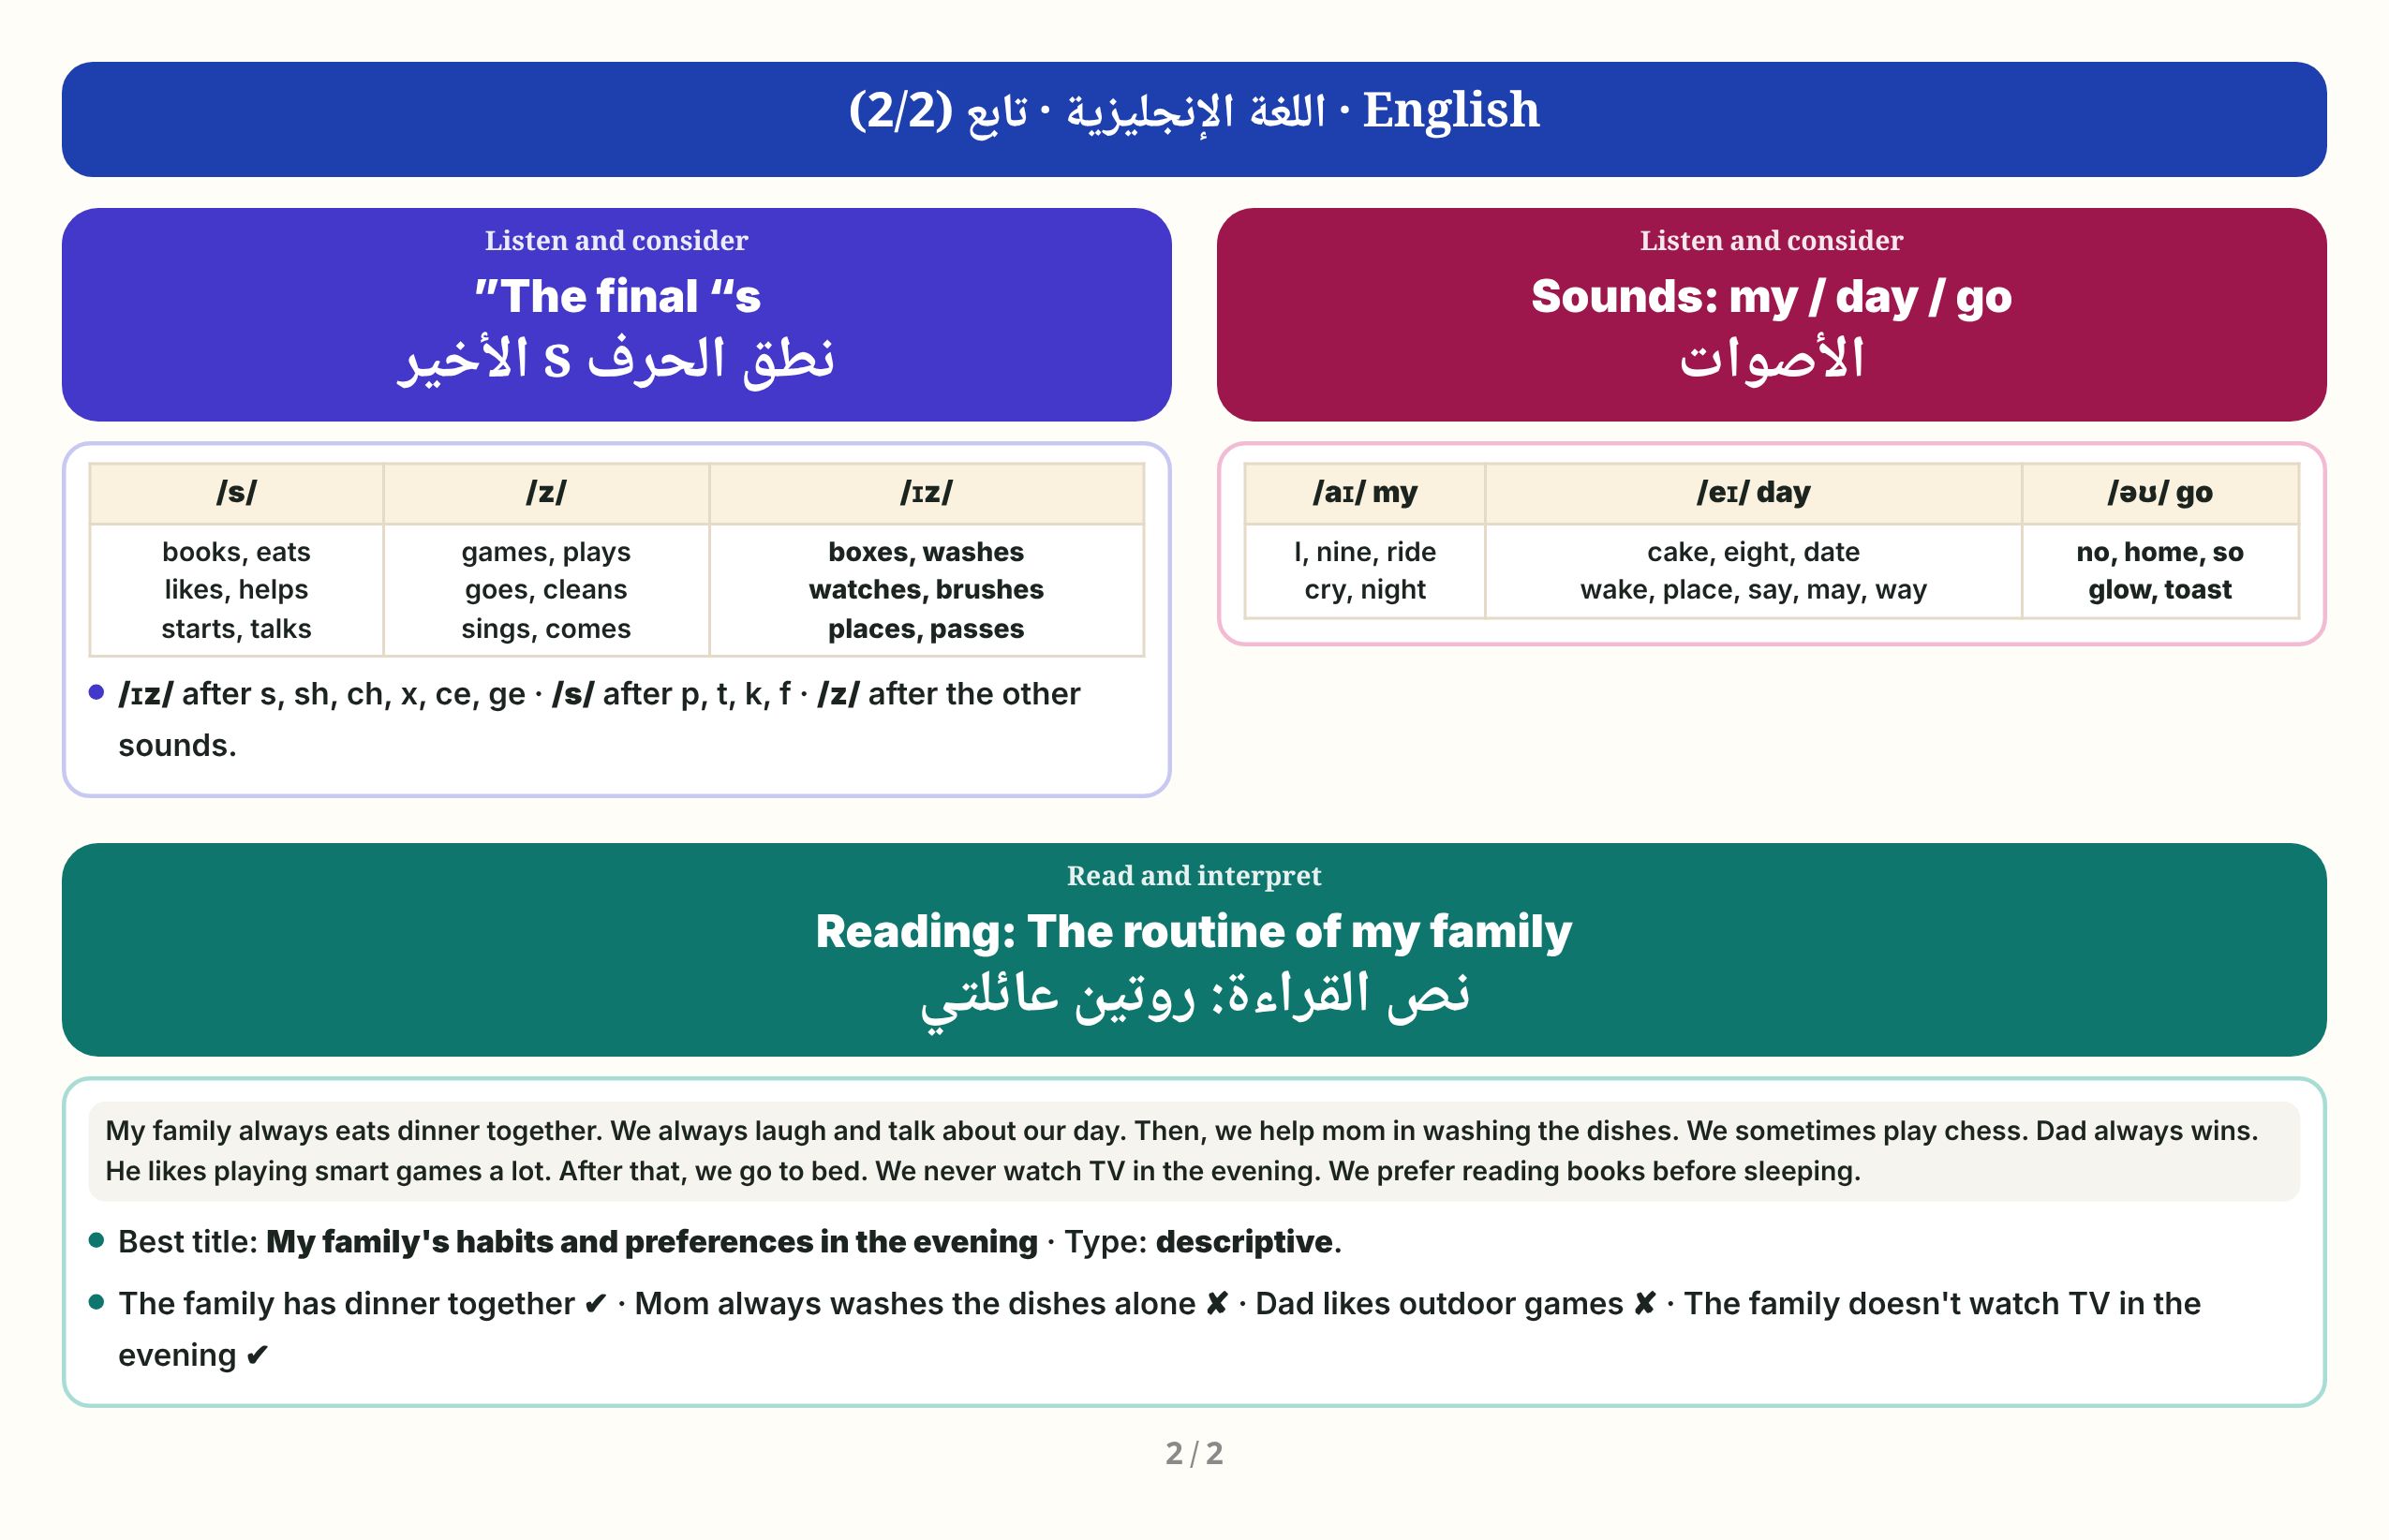 English · اللغة الإنجليزية · تابع (2/2)
Listen and consider
The final “s”
نطق الحرف s الأخير
/s/ /z/ /ɪz/
books, eats games, plays boxes, washes
likes, helps goes, cleans watches, brushes
starts, talks sings, comes places, passes
/ɪz/ after s, sh, ch, x, ce, ge · /s/ after p, t, k, f · /z/ after the other
sounds.
Listen and consider
Sounds: my / day / go
الأصوات
/aɪ/ my /eɪ/ day /əʊ/ go
I, nine, ride cake, eight, date no, home, so
cry, night wake, place, say, may, way glow, toast
Read and interpret
Reading: The routine of my family
نص القراءة: روتين عائلتي
My family always eats dinner together. We always laugh and talk about our day. Then, we help mom in washing the dishes. We sometimes play chess. Dad always wins.
He likes playing smart games a lot. After that, we go to bed. We never watch TV in the evening. We prefer reading books before sleeping.
Best title: My family's habits and preferences in the evening · Type: descriptive.
The family has dinner together ✔ · Mom always washes the dishes alone ✘ · Dad likes outdoor games ✘ · The family doesn't watch TV in the
evening ✔
2 / 2